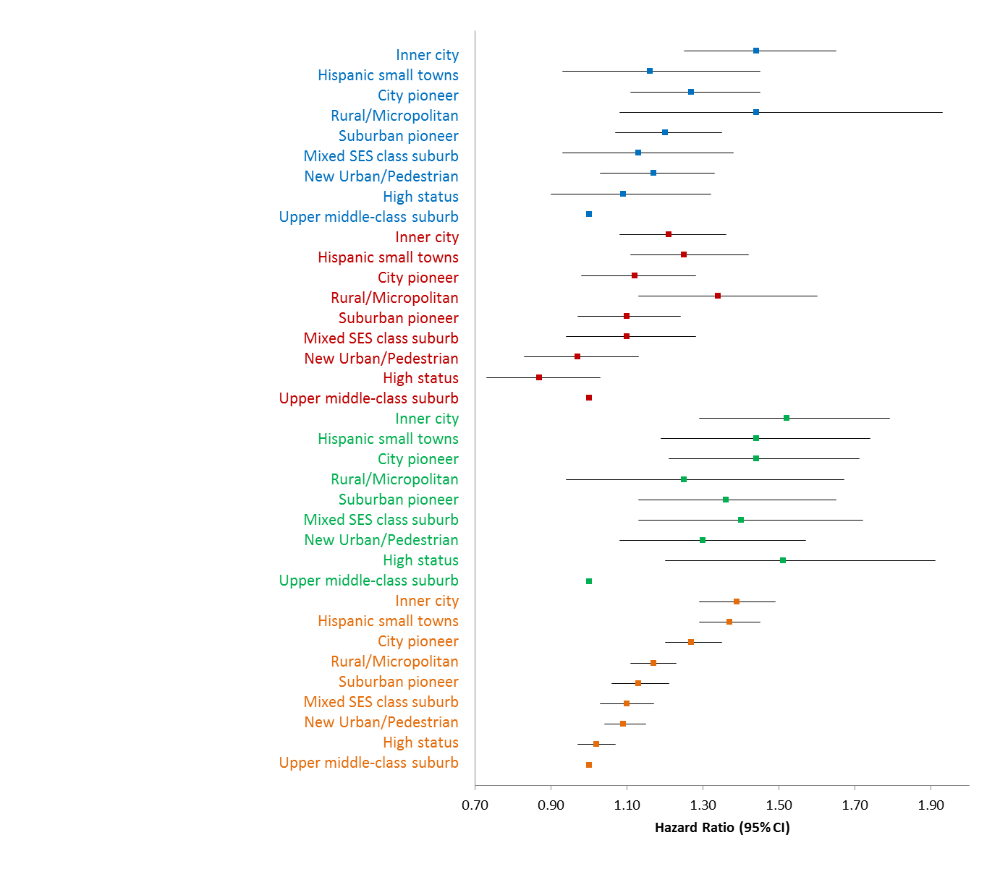 Inner city
Hispanic small towns
City pioneer
Rural/Micropolitan
Suburban pioneer
Mixed SES class suburb
New Urban/Pedestrian
High status
Upper middle-class suburb
Inner city
Hispanic small towns
City pioneer
Rural/Micropolitan
Suburban pioneer
Mixed SES class suburb
New Urban/Pedestrian
High status
Upper middle-class suburb
Inner city
Hispanic small towns
City pioneer
Rural/Micropolitan
Suburban pioneer
Mixed SES class suburb
New Urban/Pedestrian
High status
Upper middle-class suburb
Inner city
Hispanic small towns
City pioneer
Rural/Micropolitan
Suburban pioneer
Mixed SES class suburb
New Urban/Pedestrian
High status
Upper middle-class suburb
0.70 0.90 1.10 1.30 1.50 1.70 1.90
Hazard Ratio (95% CI)